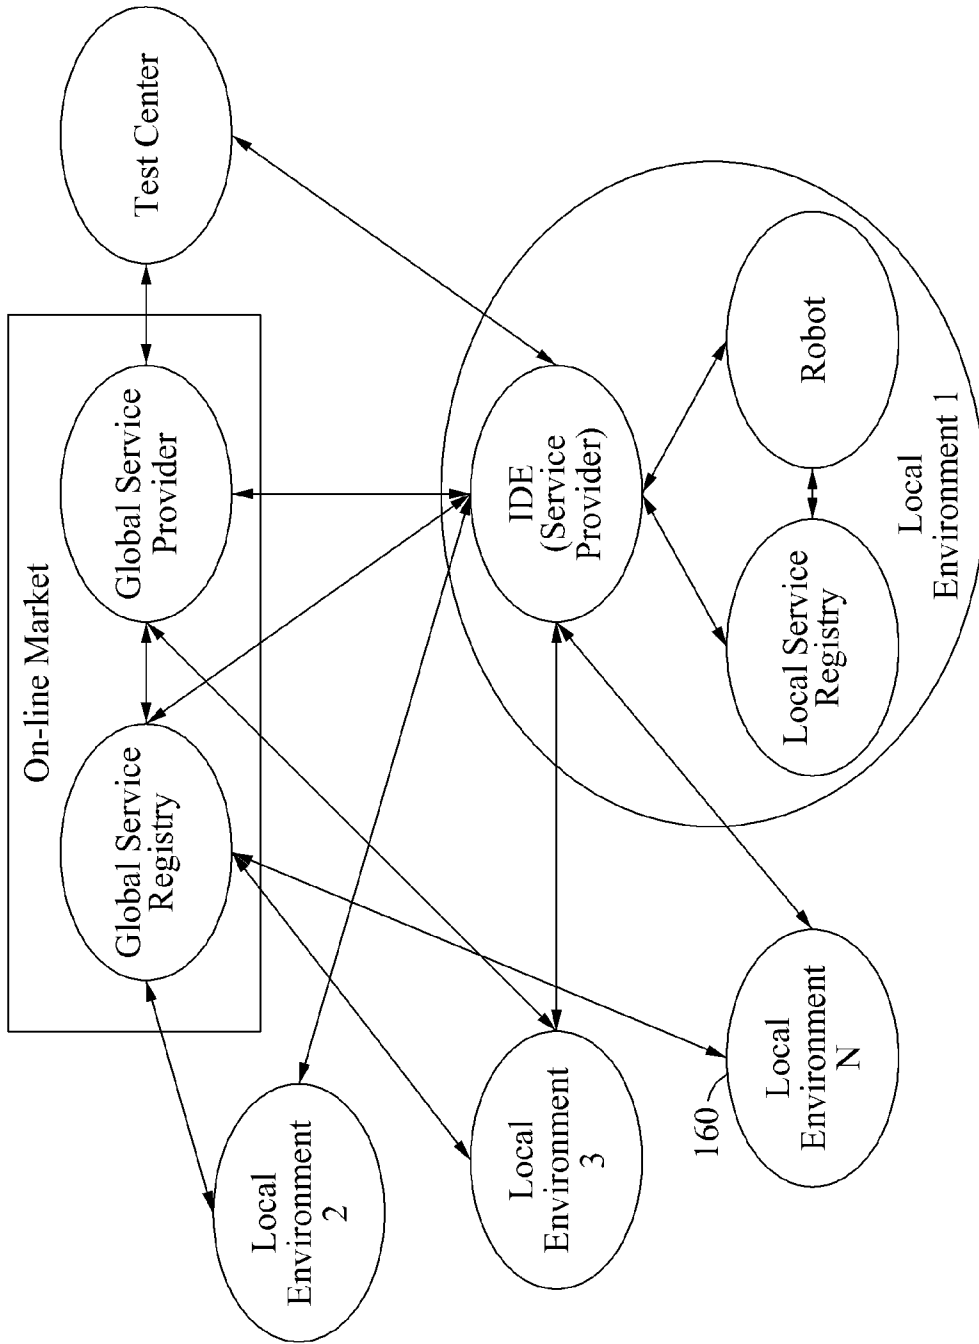 On-line Market
Global Service
Registry
Global Service
Provider
Test Center
Local
Environment
2
Local
Environment
3
160
Local
Environment
N
IDE
(Service
Provider)
Local Service
Registry
Robot
Local
Environment 1